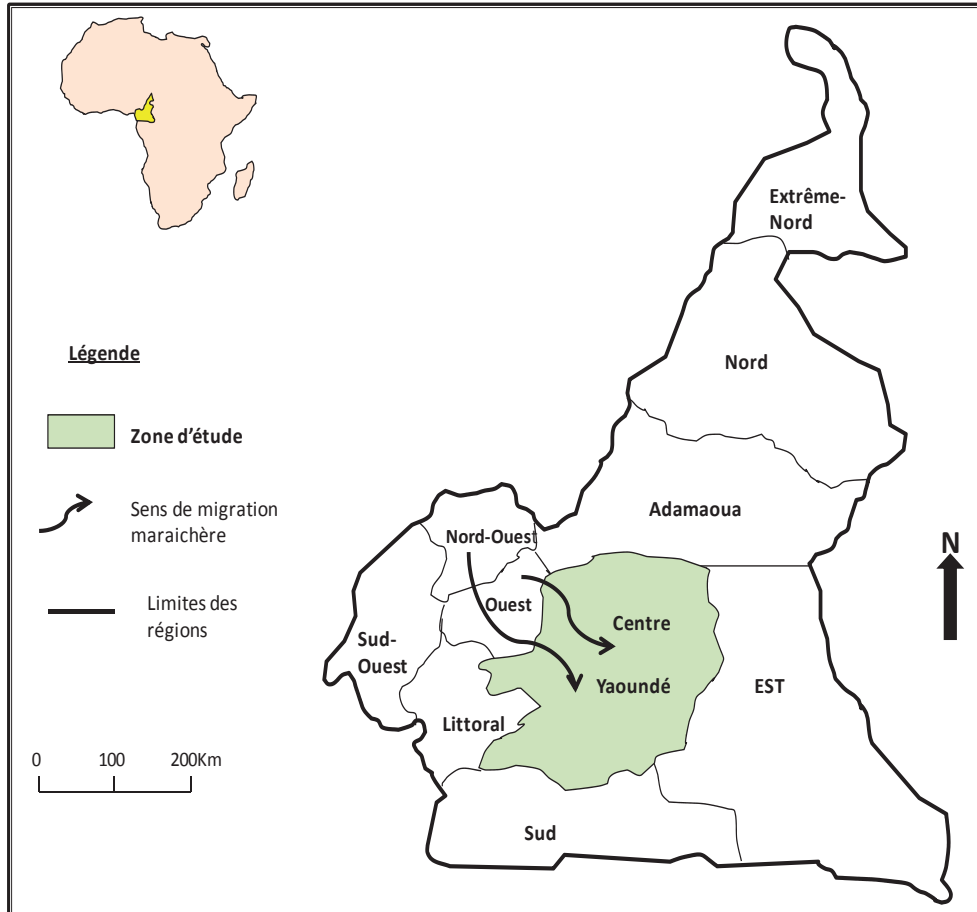 Extrême-
Nord
Légende
Nord
Zone d'étude
Sens de migration
maraichère
Adamaoua
Nord-Ouest
N
Ouest
Centre
Limites des
régions
Sud-
Ouest
Yaoundé
EST
Littoral
0 100 200Km
Sud